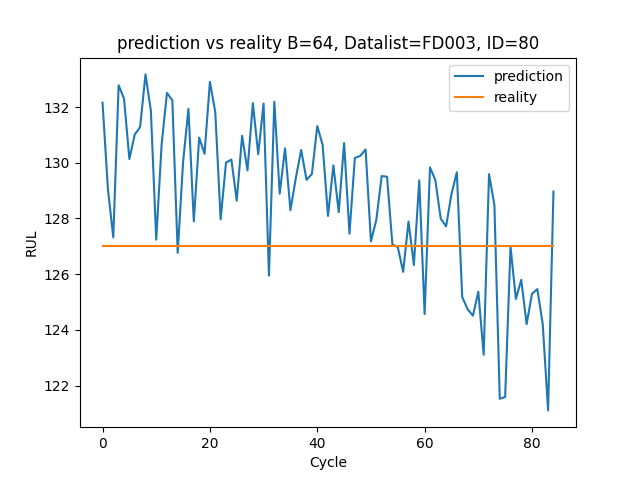 prediction vs reality B=64, Datalist=FD003, ID=80
prediction
reality
RUL
132
130
128
126
124
122
0 20 40 60 80
Cycle